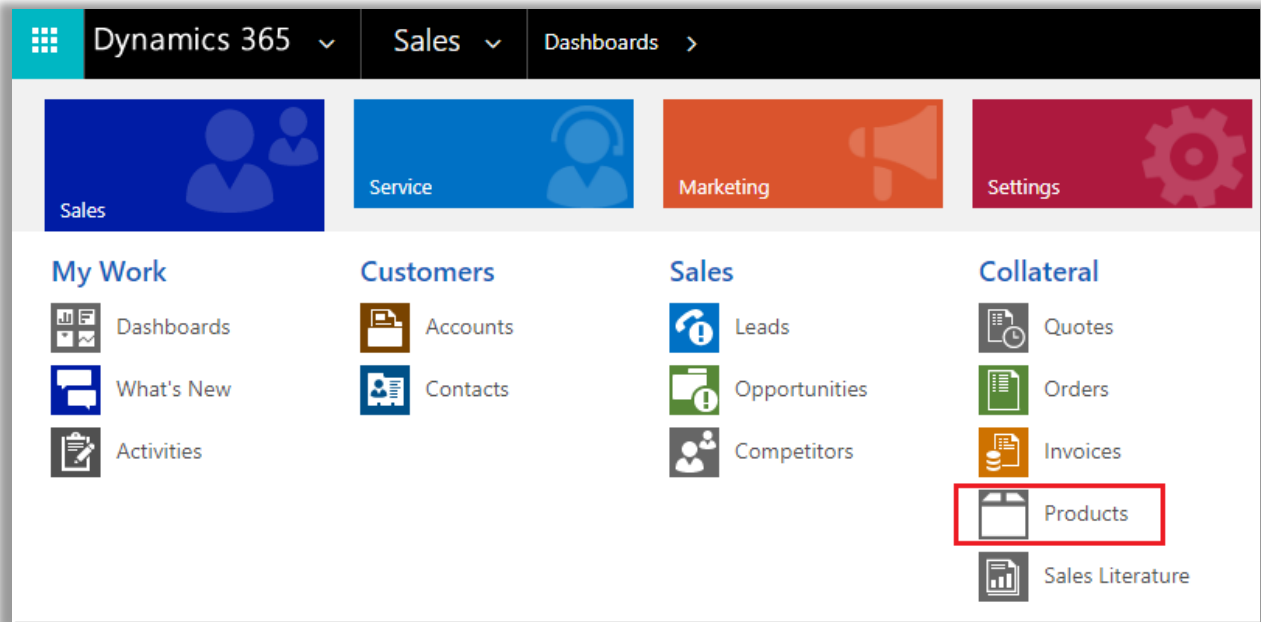 Dynamics 365 Sales Dashboards
Sales Service Marketing Settings
My Work Customers Sales Collateral
Dashboards Accounts Leads Quotes
What's New Contacts Opportunities Orders
Activities Competitors Invoices
Products
Sales Literature